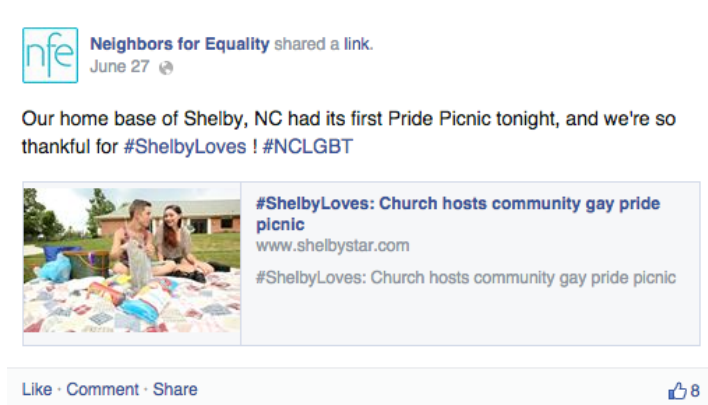 nfe
Neighbors for Equality shared a link.
June 27
Our home base of Shelby, NC had its first Pride Picnic tonight, and we're so
thankful for #ShelbyLoves ! #NCLGBT
#ShelbyLoves: Church hosts community gay pride
picnic
www.shelbystar.com
#ShelbyLoves: Church hosts community gay pride picnic
Like · Comment · Share
8